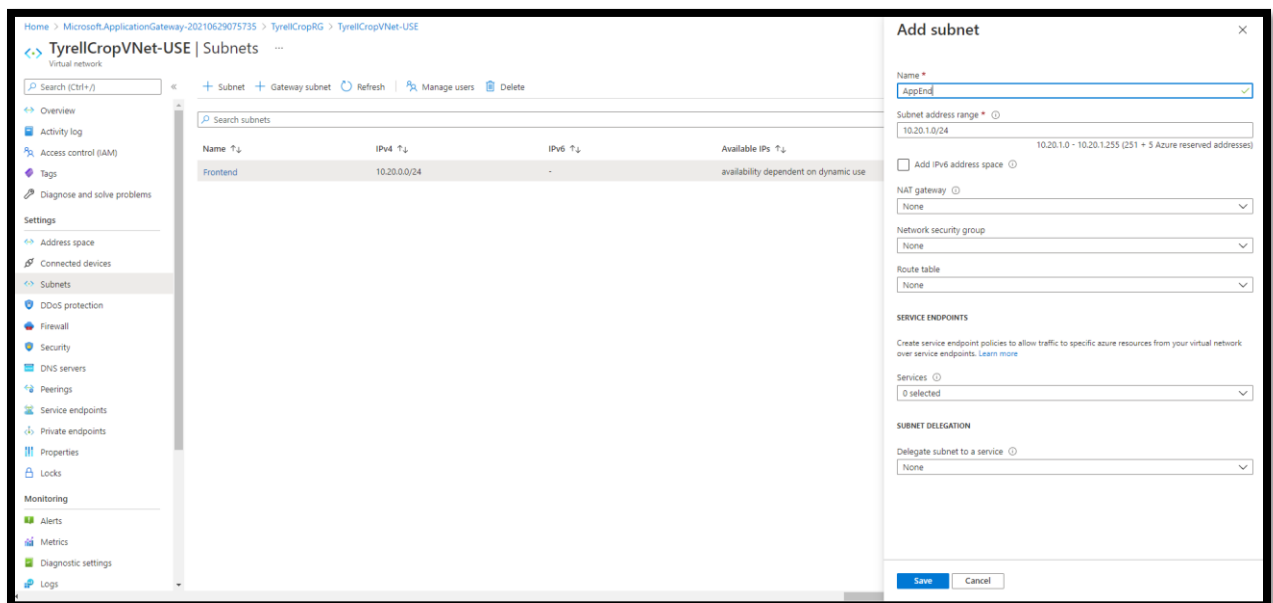 Home > Microsoft.ApplicationGateway-20210629075735 > TyrellCropRG > TyrellCropVNet-USE
TyrellCropVNet-USE | Subnets ...
Virtual network
Search (Ctrl+/) «
Overview
Activity log
Access control (IAM)
Tags
Diagnose and solve problems
Settings
Address space
Connected devices
Subnets
DDoS protection
Firewall
Security
DNS servers
Peerings
Service endpoints
Private endpoints
Properties
Locks
Monitoring
Alerts
Metrics
Diagnostic settings
Logs
+ Subnet + Gateway subnet Refresh Manage users Delete
Search subnets
Name ↑↓ IPv4 ↑↓ IPv6 ↑↓ Available IPs ↑↓
Frontend 10.20.0.0/24 - availability dependent on dynamic use
Add subnet
Name *
AppEnd
Subnet address range *
10.20.1.0/24
10.20.1.0 - 10.20.1.255 (251 + 5 Azure reserved addresses)
Add IPv6 address space
NAT gateway
None
Network security group
None
Route table
None
SERVICE ENDPOINTS
Create service endpoint policies to allow traffic to specific azure resources from your virtual network
over service endpoints. Learn more
Services
0 selected
SUBNET DELEGATION
Delegate subnet to a service
None
Save Cancel